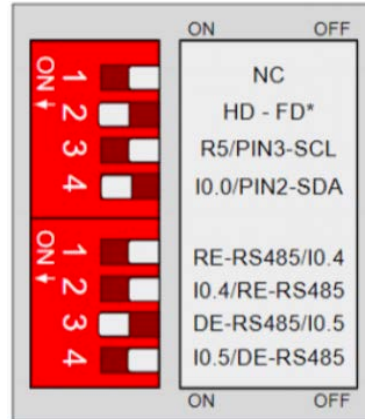 ON OFF
ON
1 NC
2 HD - FD*
3 R5/PIN3-SCL
4 I0.0/PIN2-SDA
ON
1 RE-RS485/I0.4
2 I0.4/RE-RS485
3 DE-RS485/I0.5
4 I0.5/DE-RS485
ON OFF